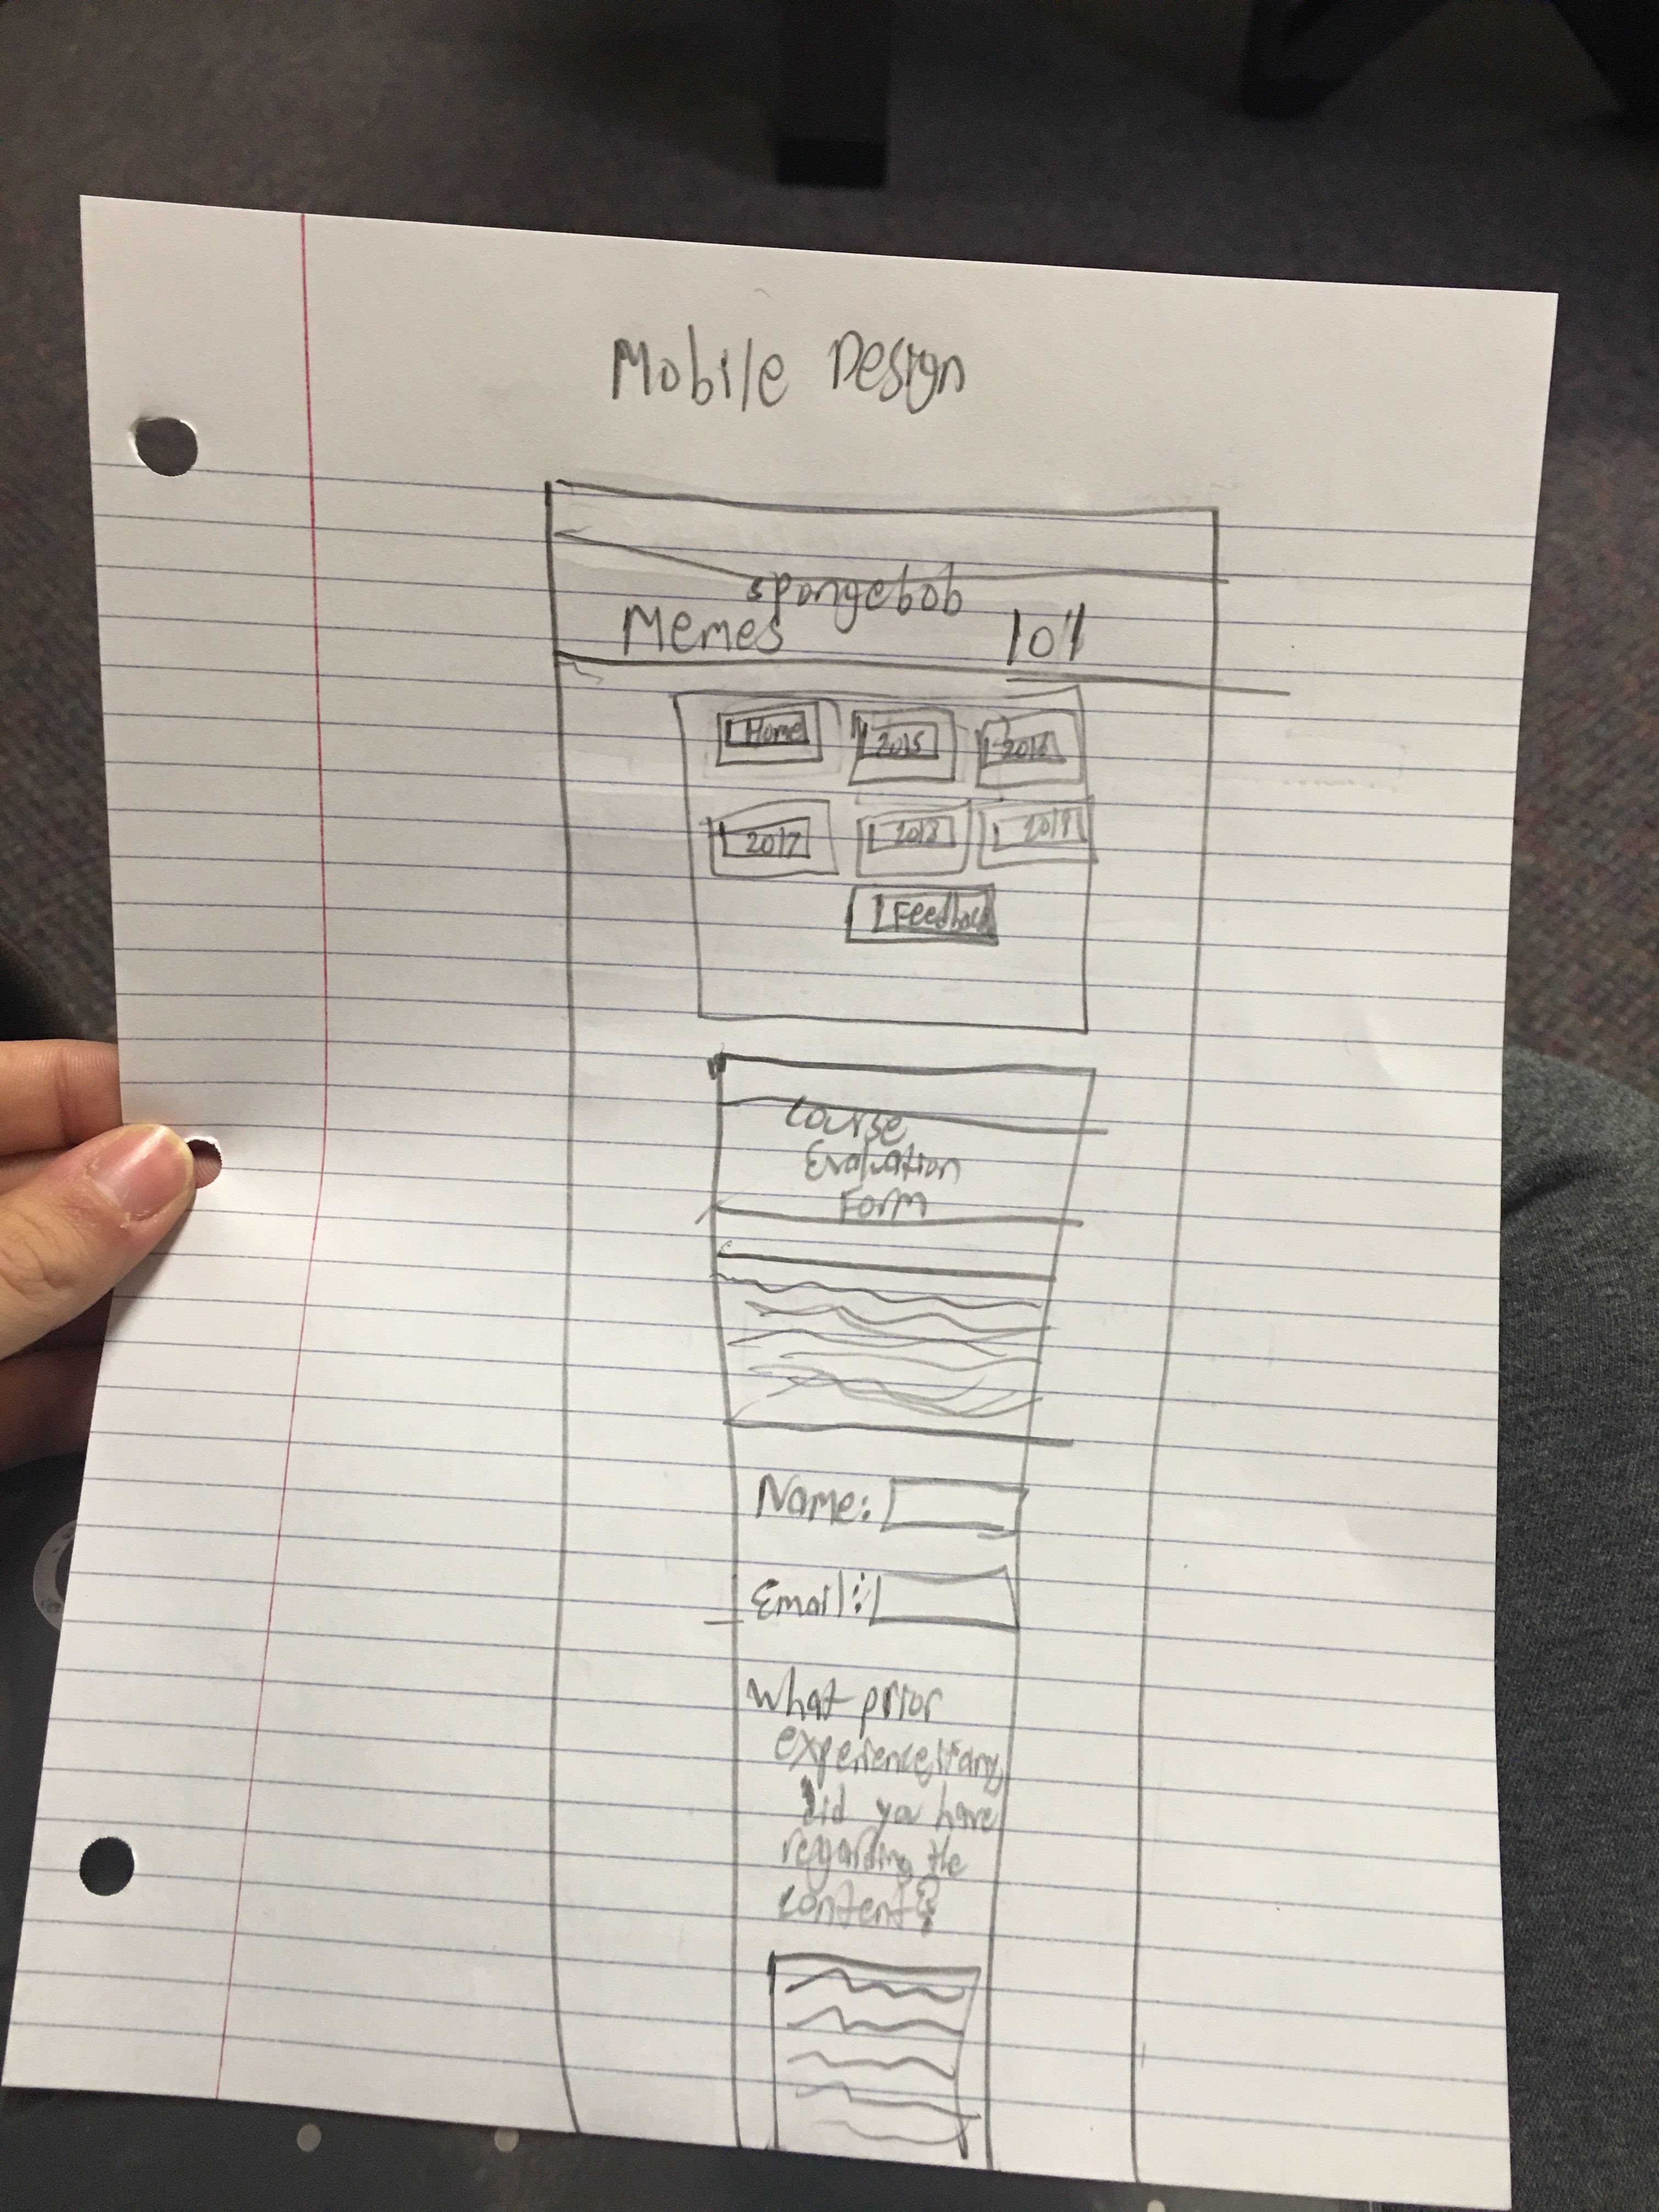 Mobile Design
spongebob
Memes 101
Home 2015 2016
2017 2018 2019
Feedback
Course
Evaluation
Form
Name:
Email:
What prior
experience, if any
did you have
regarding the
content?